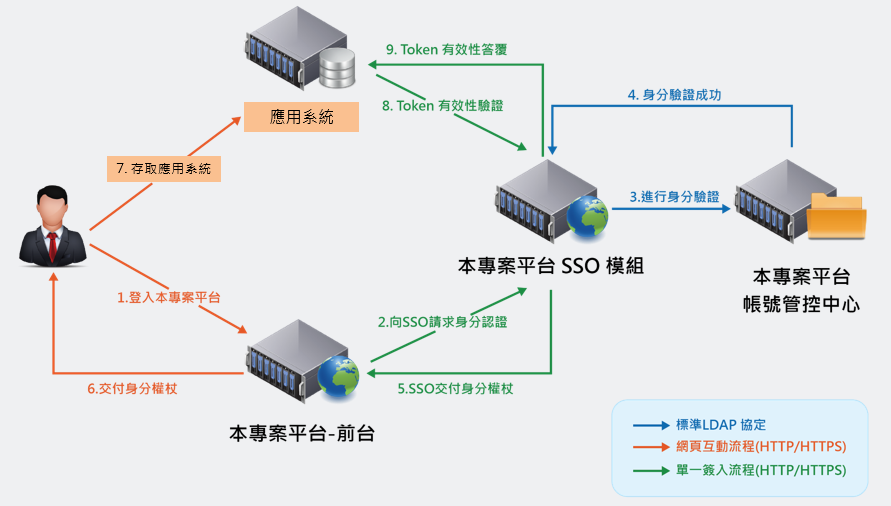 9. Token 有效性答覆
8. Token 有效性驗證
4. 身分驗證成功
應用系統
7. 存取應用系統
3.進行身分驗證
本專案平台 SSO 模組
本專案平台
帳號管控中心
1.登入本專案平台
2.向SSO請求身分認證
6.交付身分權杖
5.SSO交付身分權杖
本專案平台-前台
標準LDAP 協定
網頁互動流程(HTTP/HTTPS)
單一簽入流程(HTTP/HTTPS)